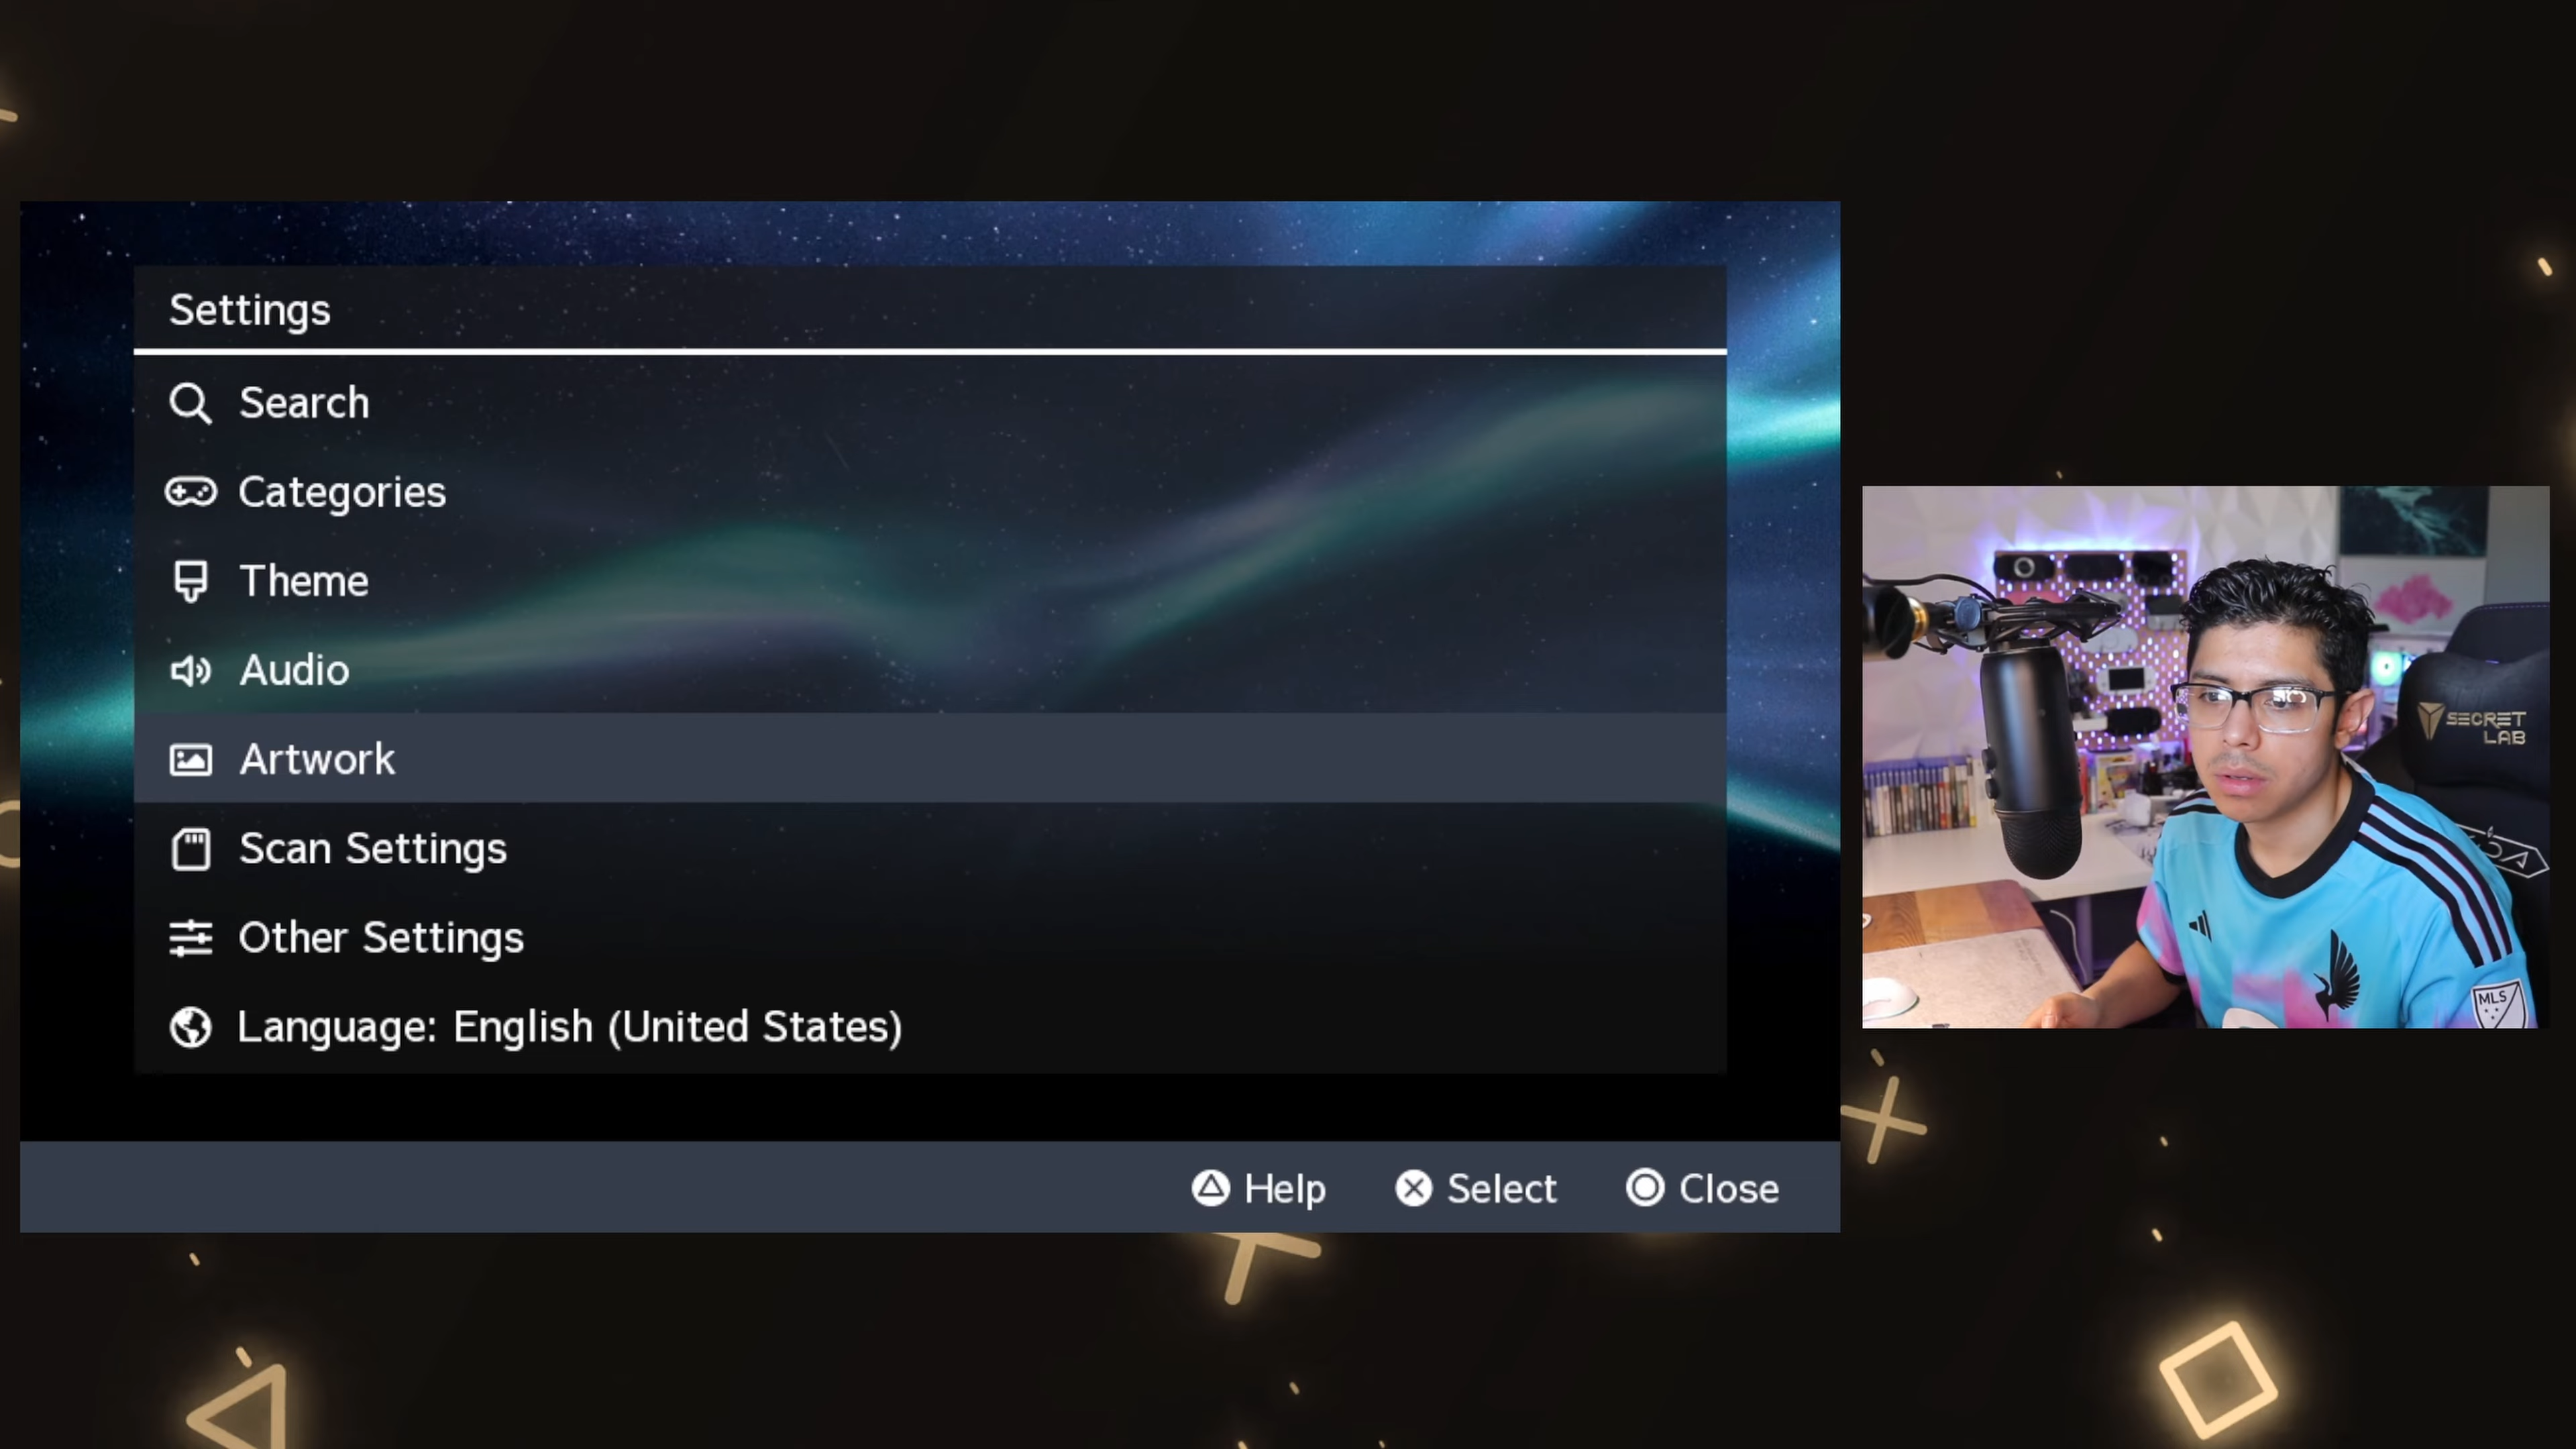 Settings
Search
Categories
Theme
Audio
Artwork
Scan Settings
Other Settings
Language: English (United States)
Help
Select
Close
SECRET
LAB
MLS